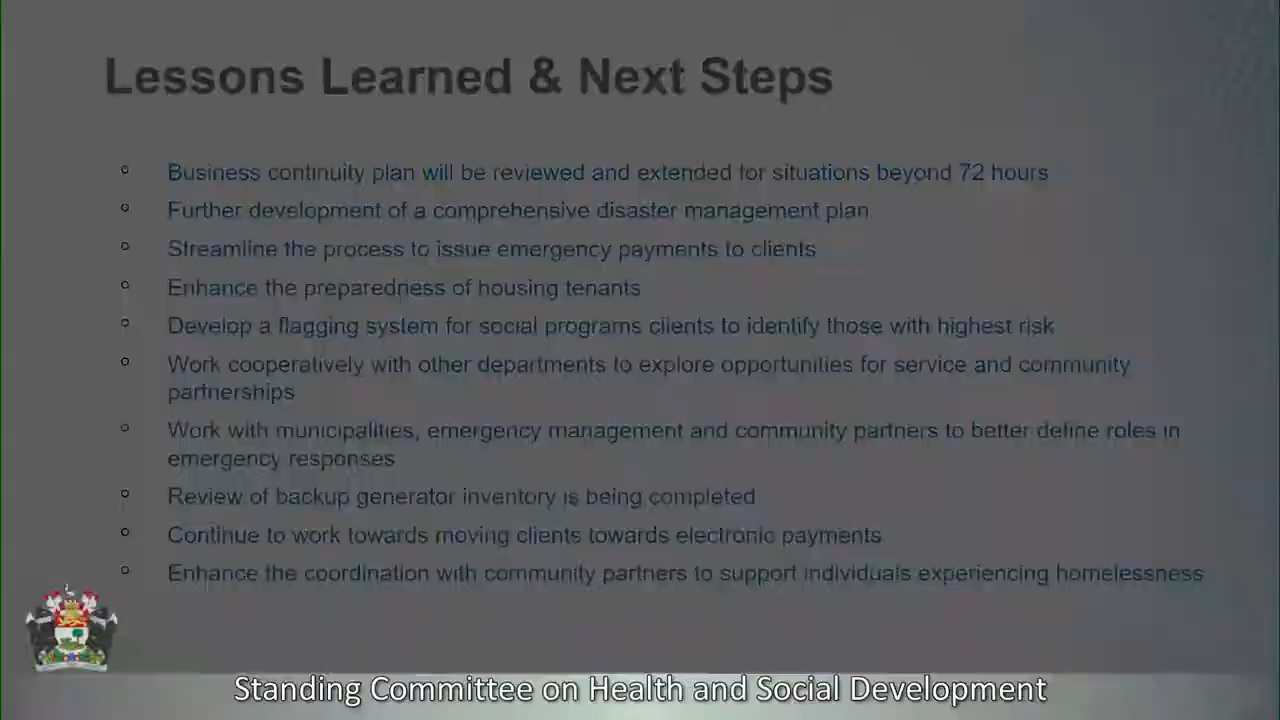 Lessons Learned & Next Steps
Business continuity plan will be reviewed and extended for situations beyond 72 hours
Further development of a comprehensive disaster management plan
Streamline the process to issue emergency payments to clients
Enhance the preparedness of housing tenants
Develop a flagging system for social programs clients to identify those with highest risk
Work cooperatively with other departments to explore opportunities for service and community
partnerships
Work with municipalities, emergency management and community partners to better define roles in
emergency responses
Review of backup generator inventory is being completed
Continue to work towards moving clients towards electronic payments
Enhance the coordination with community partners to support individuals experiencing homelessness
Standing Committee on Health and Social Development